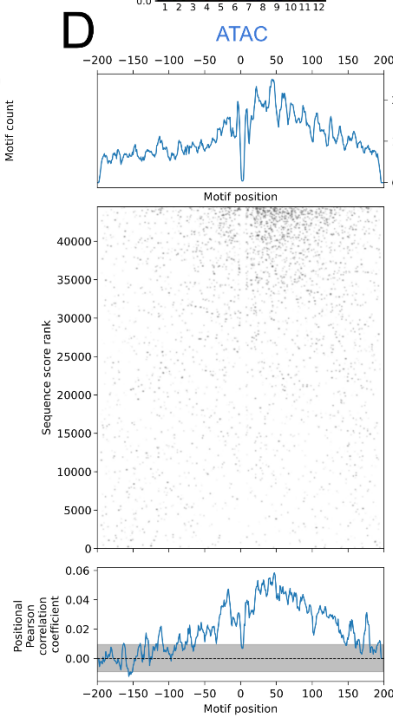 0.0
1 2 3 4 5 6 7 8 9 10 11 12
D
ATAC
−200 −150 −100 −50 0 50 100 150 200
Motif count
Motif position
40000
35000
30000
25000
20000
15000
10000
5000
0
Sequence score rank
0.06
0.04
0.02
0.00
Positional
Pearson
correlation
coefficient
−200 −150 −100 −50 0 50 100 150 200
Motif position